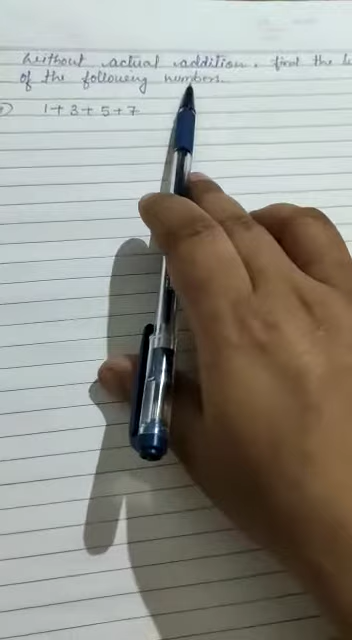 Without actual addition, find the
of the following numbers.
1+3+5+7